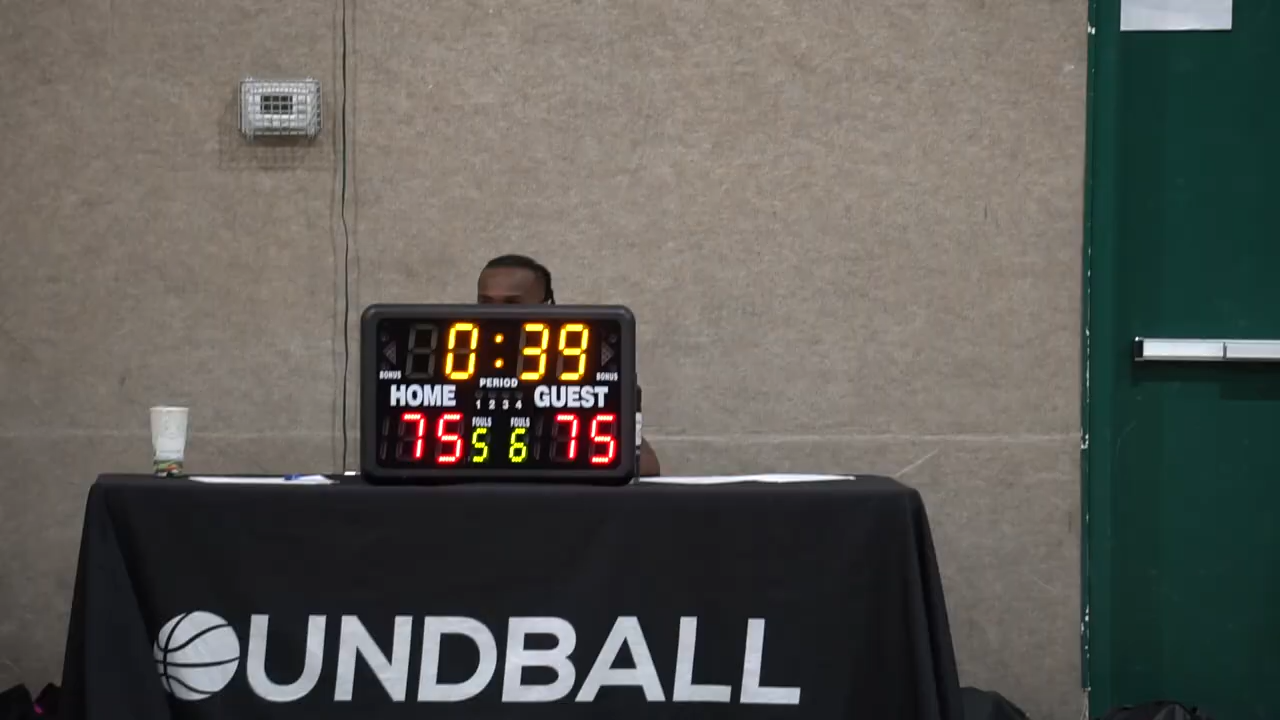 0:39
BONUS BONUS
PERIOD
HOME GUEST
1 2 3 4
FOULS FOULS
75 5 6 75
UNDBALL